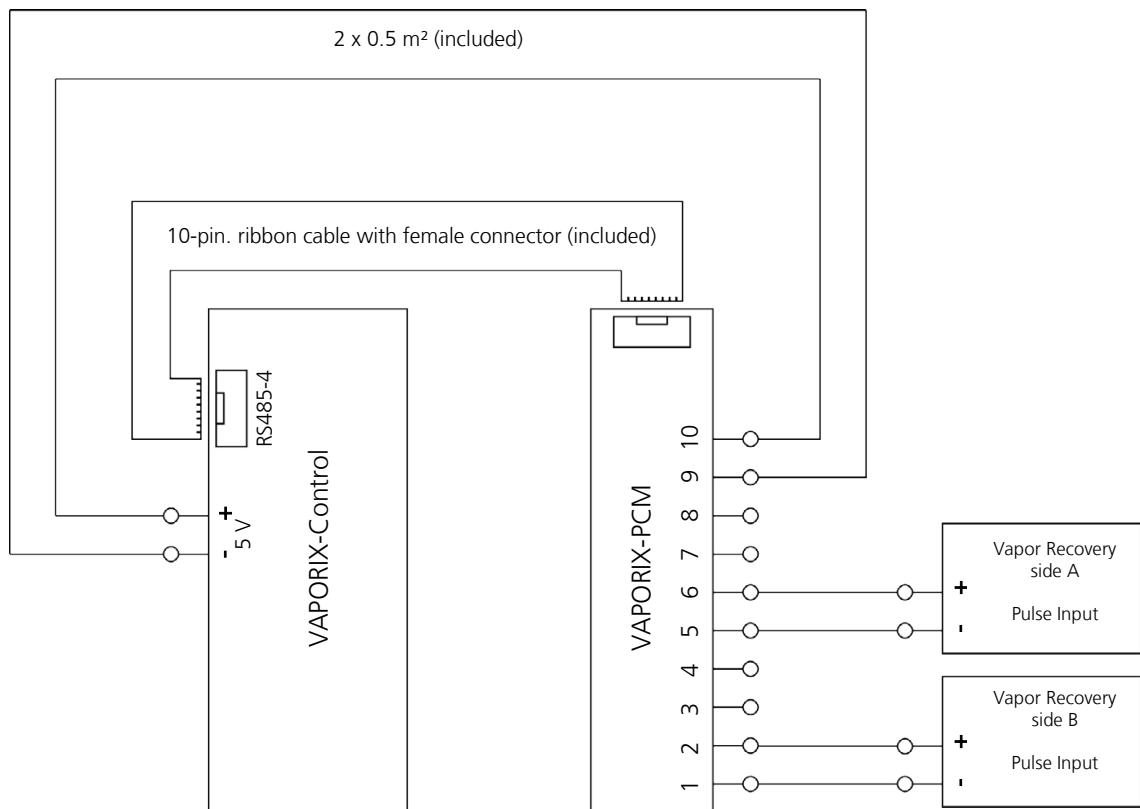 2 x 0.5 m² (included)
10-pin. ribbon cable with female connector (included)
RS485-4
+
5 V
-
VAPORIX-Control
VAPORIX-PCM
10
9
8
7
6
5
4
3
2
1
Vapor Recovery
side A
+
Pulse Input
-
Vapor Recovery
side B
+
Pulse Input
-